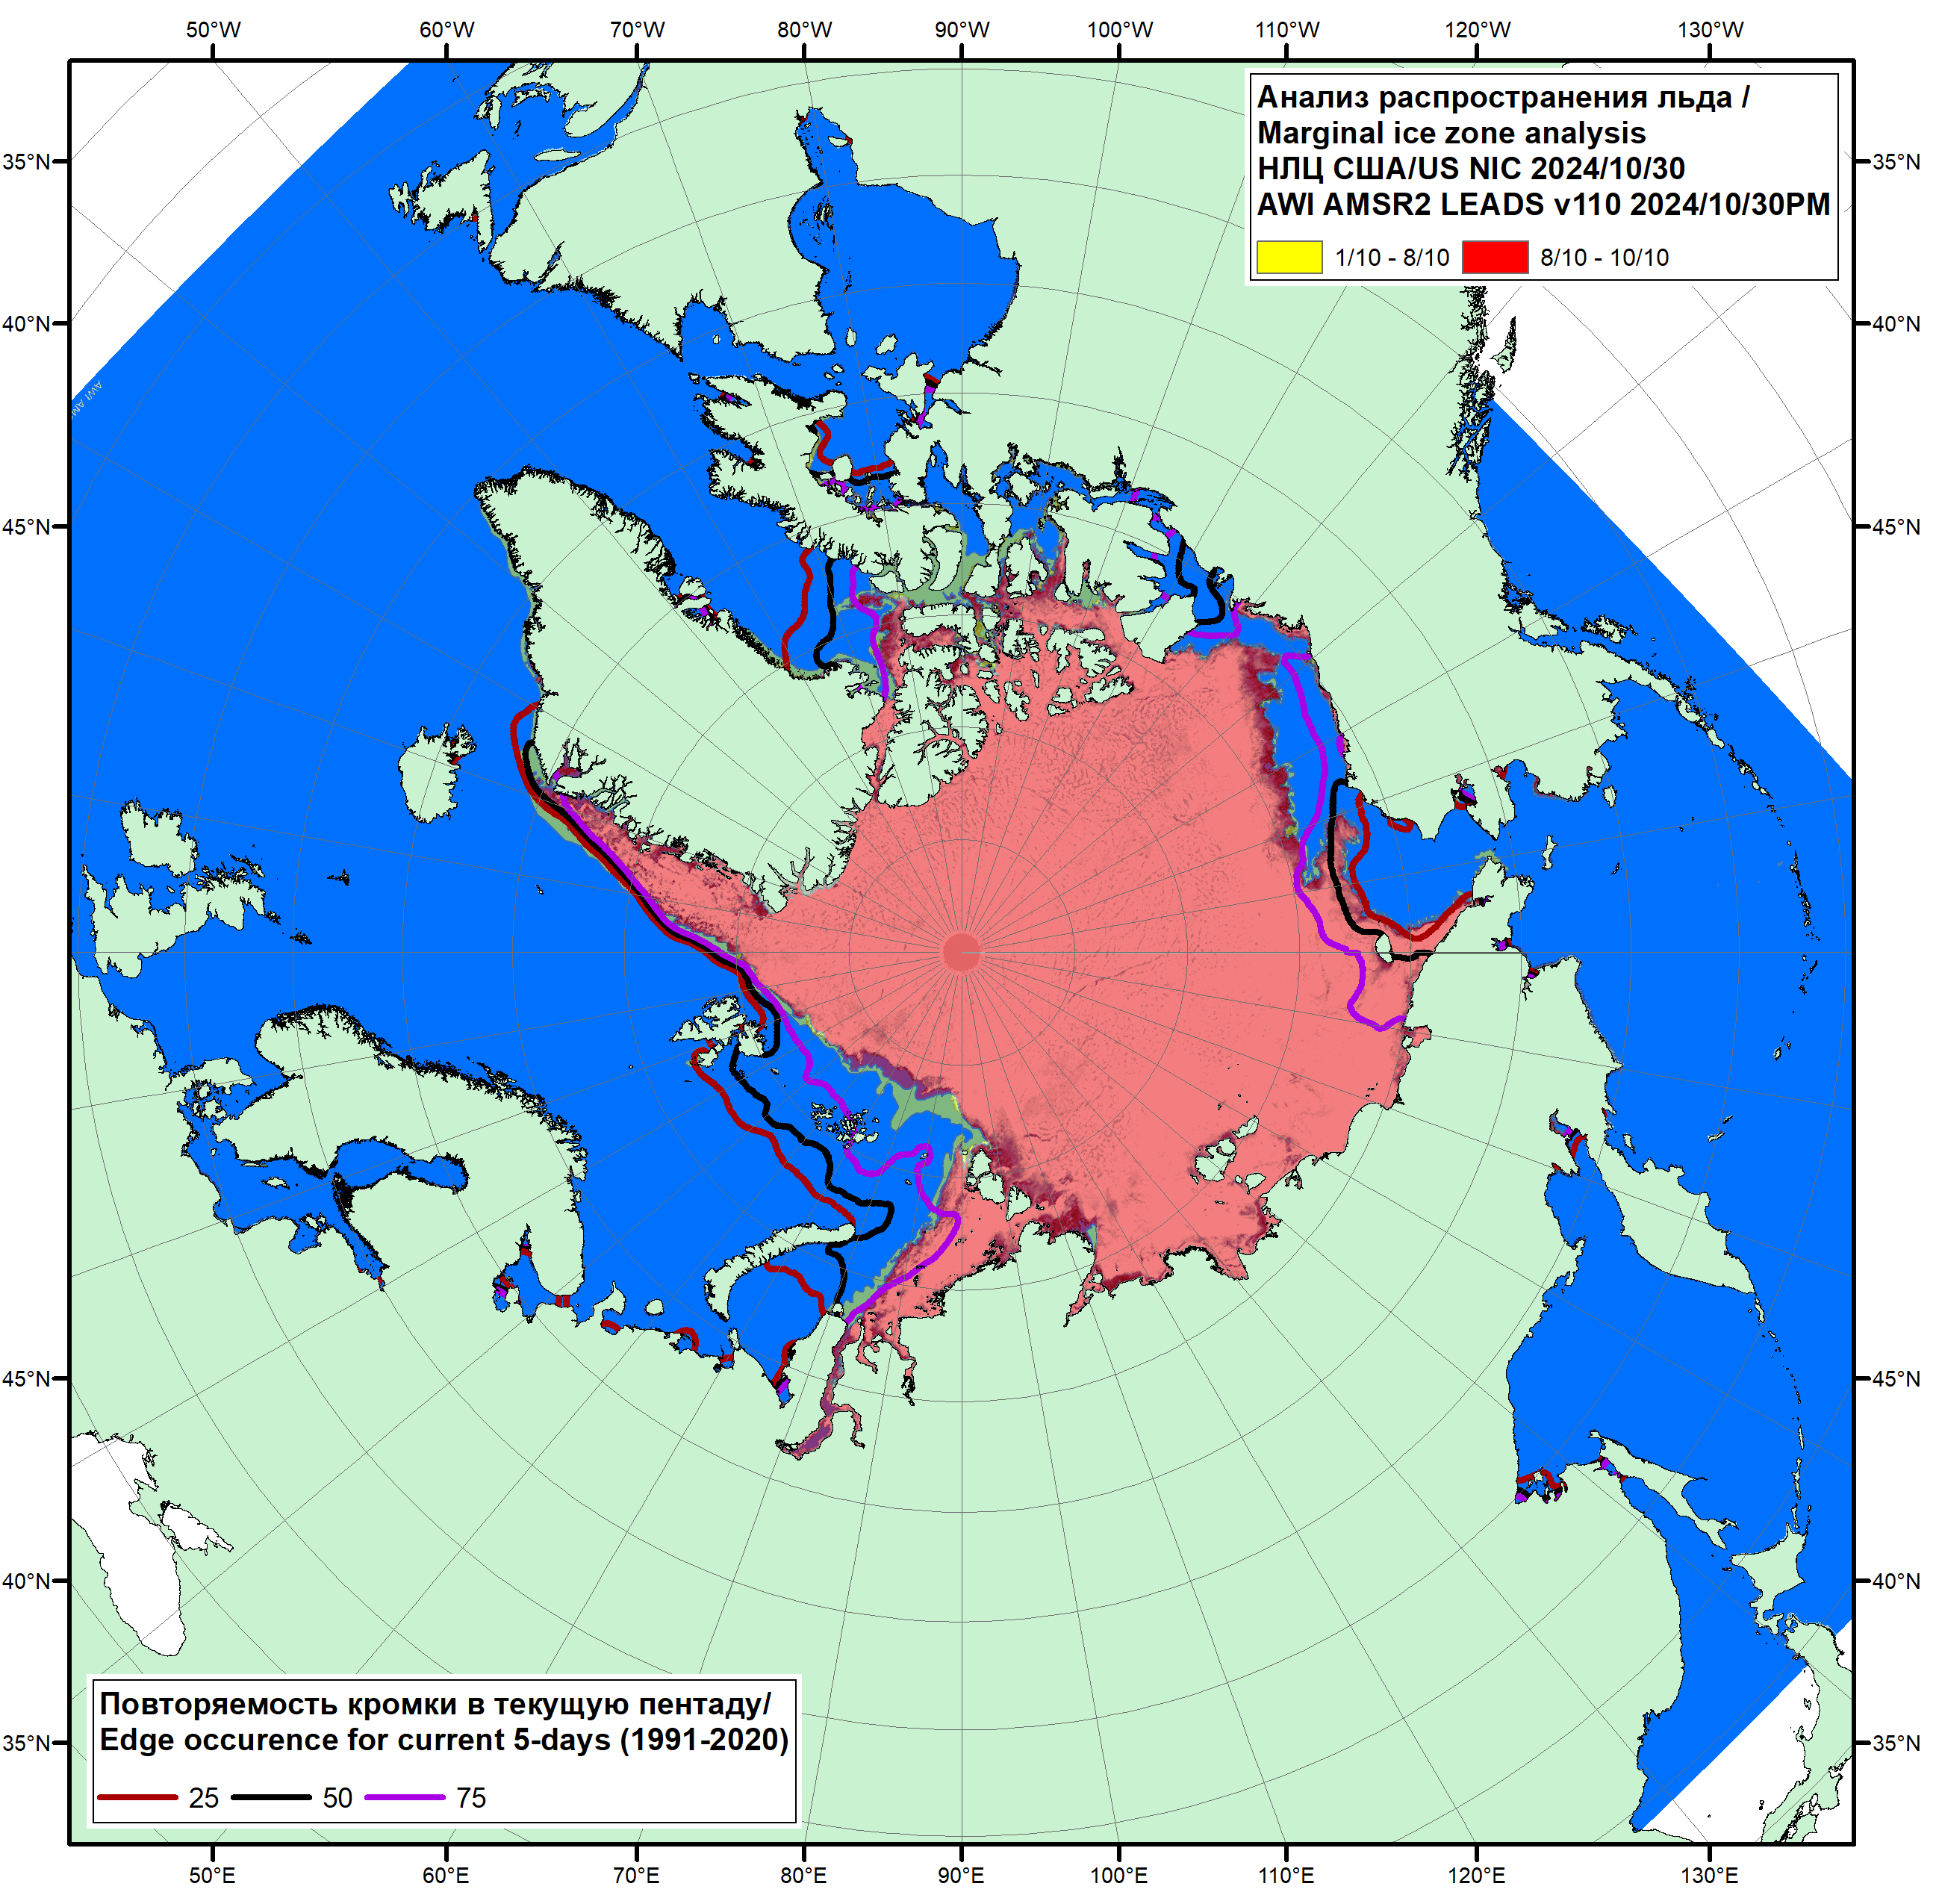 50°W 60°W 70°W 80°W 90°W 100°W 110°W 120°W 130°W
Анализ распространения льда /
Marginal ice zone analysis
НЛЦ США/US NIC 2024/10/30
AWI AMSR2 LEADS v110 2024/10/30PM
1/10 - 8/10 8/10 - 10/10
35°N 35°N
40°N 40°N
AWI
45°N 45°N
45°N 45°N
40°N 40°N
35°N 35°N
Повторяемость кромки в текущую пентаду/
Edge occurence for current 5-days (1991-2020)
25 50 75
50°E 60°E 70°E 80°E 90°E 100°E 110°E 120°E 130°E